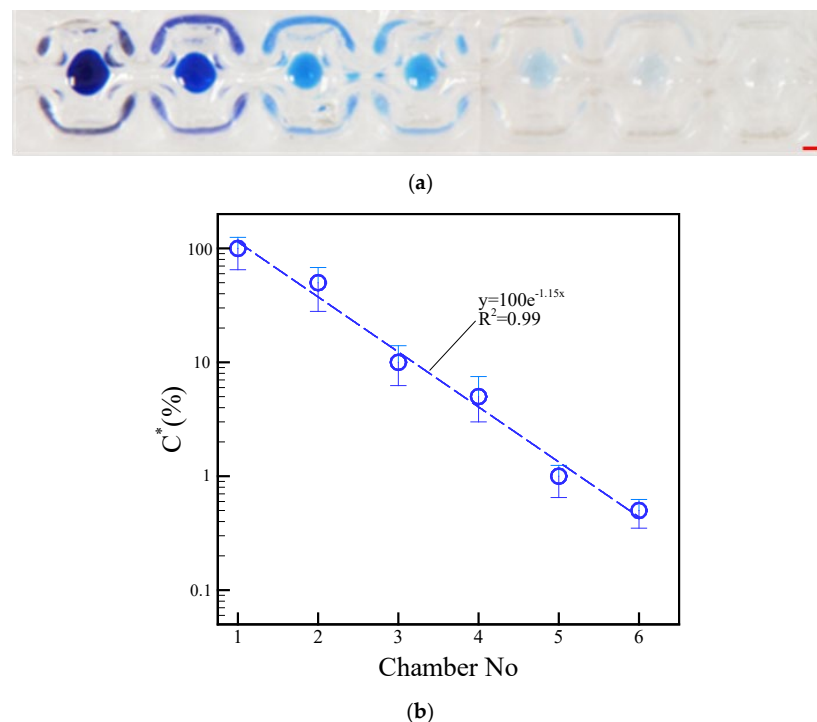 (a)
100
10
1
0.1
C*(%)
y=100e^-1.15x
R²=0.99
1 2 3 4 5 6
Chamber No
(b)